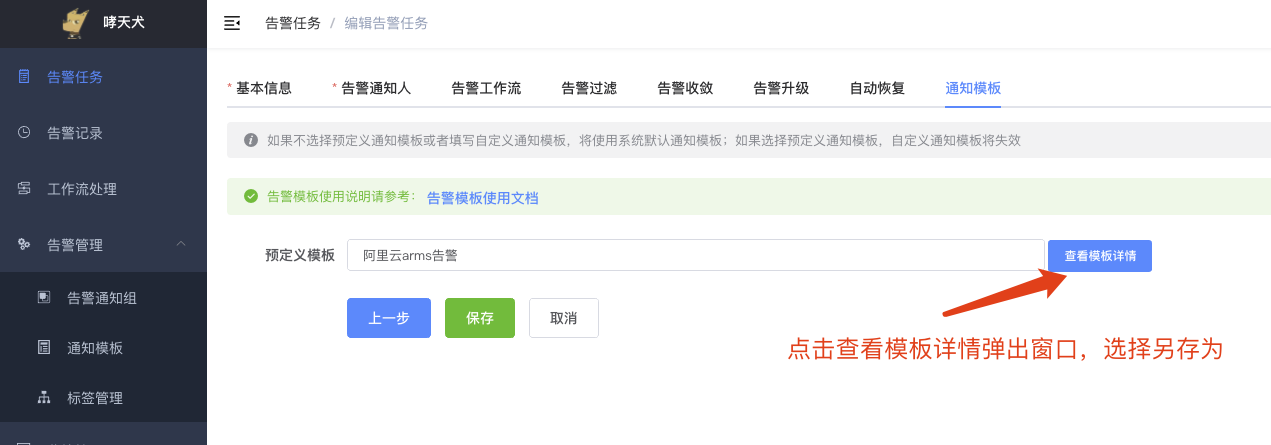 哮天犬
告警任务 / 编辑告警任务
告警任务
告警记录
工作流处理
告警管理
告警通知组
通知模板
标签管理
* 基本信息 * 告警通知人 告警工作流 告警过滤 告警收敛 告警升级 自动恢复 通知模板
如果不选择预定义通知模板或者填写自定义通知模板，将使用系统默认通知模板；如果选择预定义通知模板，自定义通知模板将失效
告警模板使用说明请参考： 告警模板使用文档
预定义模板 阿里云arms告警 查看模板详情
上一步 保存 取消
点击查看模板详情弹出窗口，选择另存为